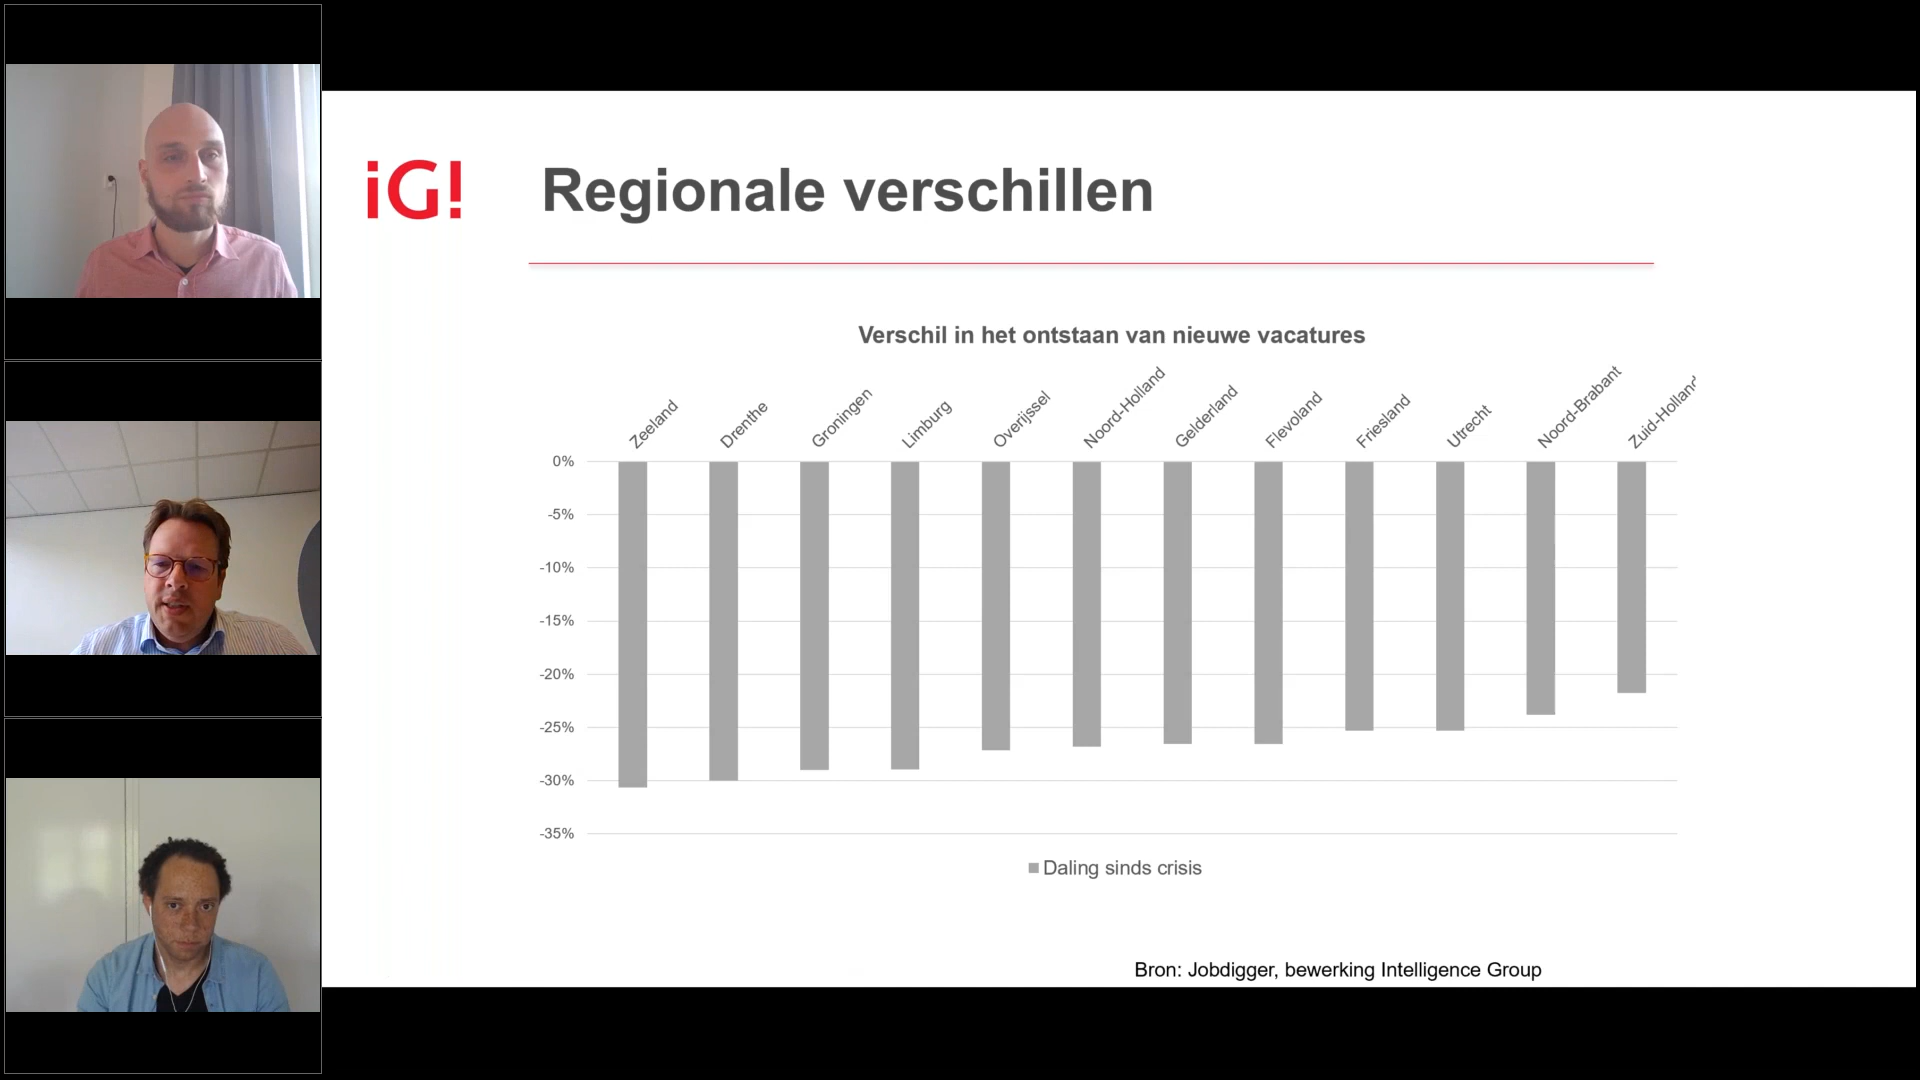 iG!
Regionale verschillen
Verschil in het ontstaan van nieuwe vacatures
Zeeland
Drenthe
Groningen
Limburg
Overijssel
Noord-Holland
Gelderland
Flevoland
Friesland
Utrecht
Noord-Brabant
Zuid-Holland
0%
-5%
-10%
-15%
-20%
-25%
-30%
-35%
Daling sinds crisis
Bron: Jobdigger, bewerking Intelligence Group